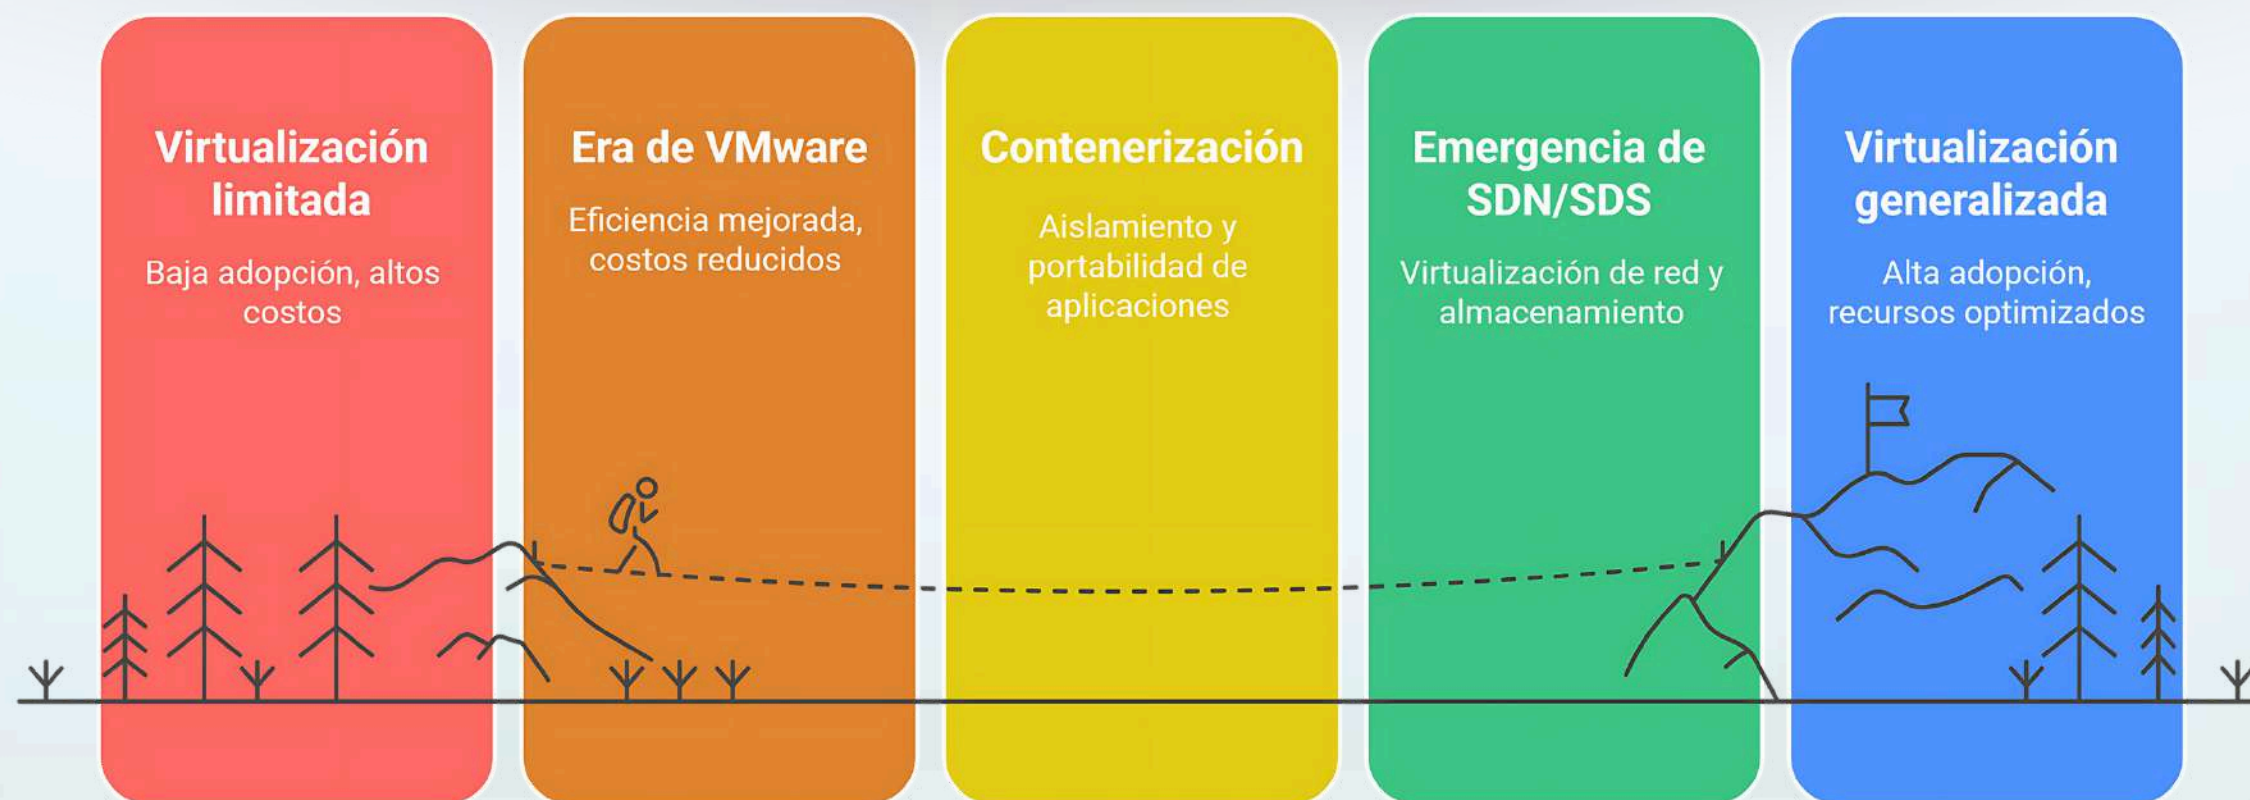 Virtualización
limitada
Baja adopción, altos
costos
Era de VMware
Eficiencia mejorada,
costos reducidos
Contenerización
Aislamiento y
portabilidad de
aplicaciones
Emergencia de
SDN/SDS
Virtualización de red y
almacenamiento
Virtualización
generalizada
Alta adopción,
recursos optimizados